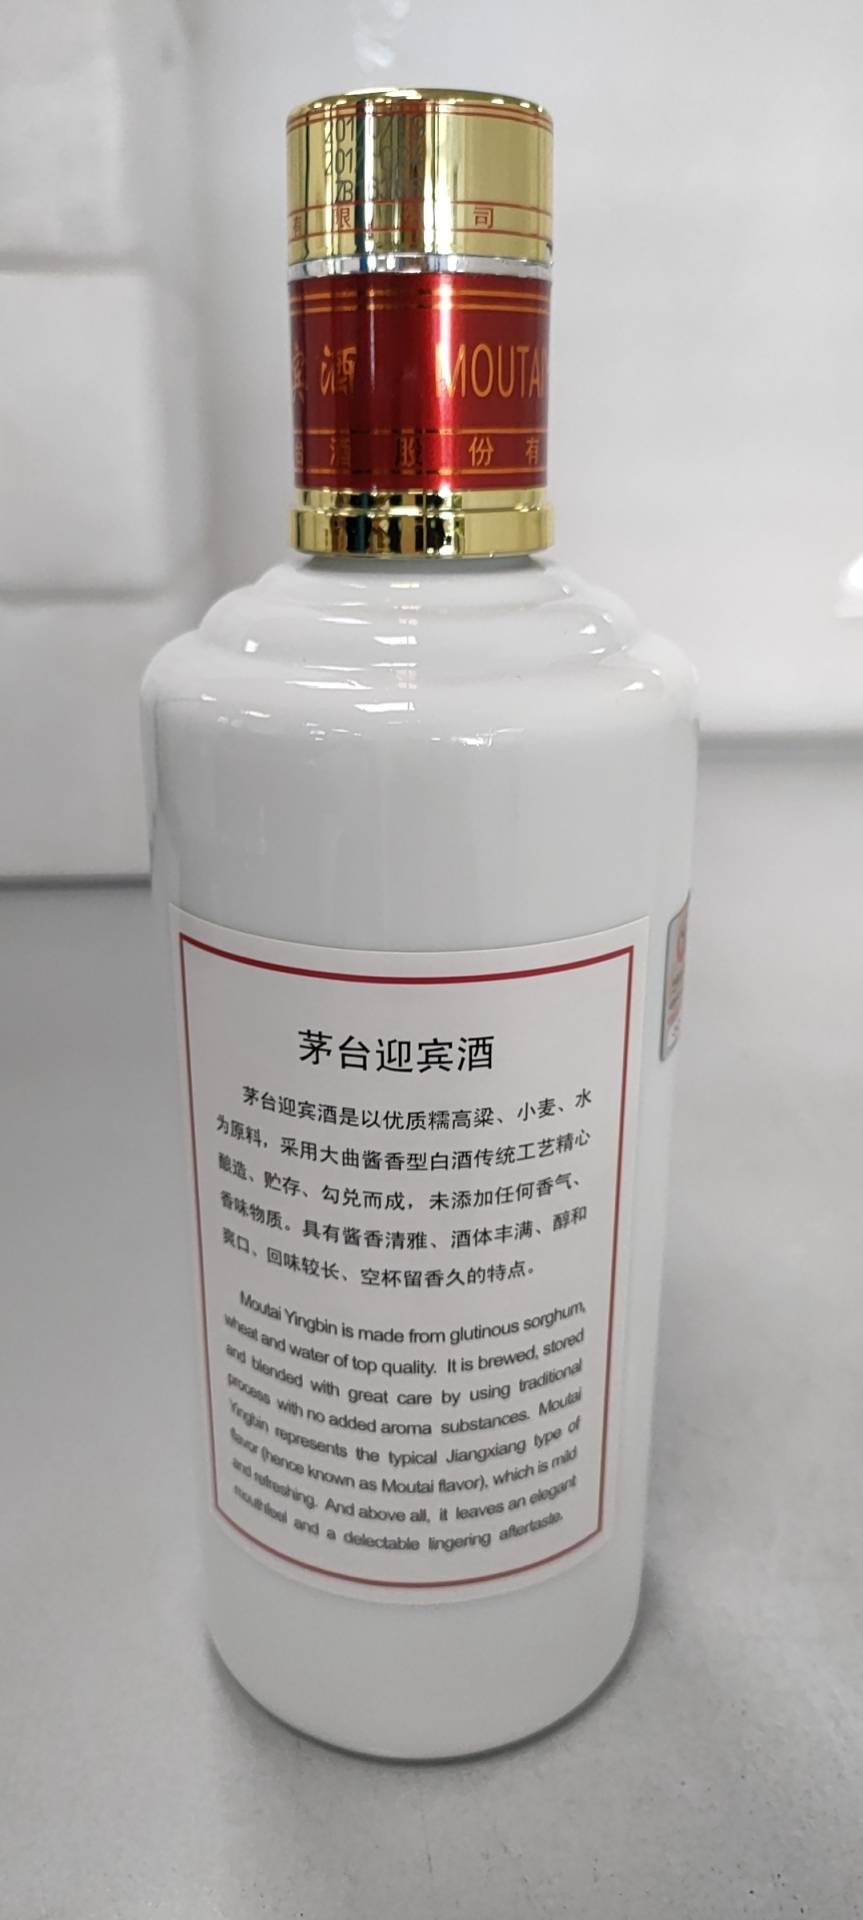 有限公司
宾酒 MOUTAI
台酒股份有
茅台迎宾酒
茅台迎宾酒是以优质糯高粱、小麦、水
为原料，采用大曲酱香型白酒传统工艺精心
酿造、贮存、勾兑而成，未添加任何香气、
香味物质。具有酱香清雅、酒体丰满、醇和
爽口、回味较长、空杯留香久的特点。
Moutai Yingbin is made from glutinous sorghum,
wheat and water of top quality. It is brewed, stored
and blended with great care by using traditional
process with no added aroma substances. Moutai
Yingbin represents the typical Jiangxiang type of
flavor (hence known as Moutai flavor), which is mild
and refreshing. And above all, it leaves an elegant
mouthfeel and a delectable lingering aftertaste.